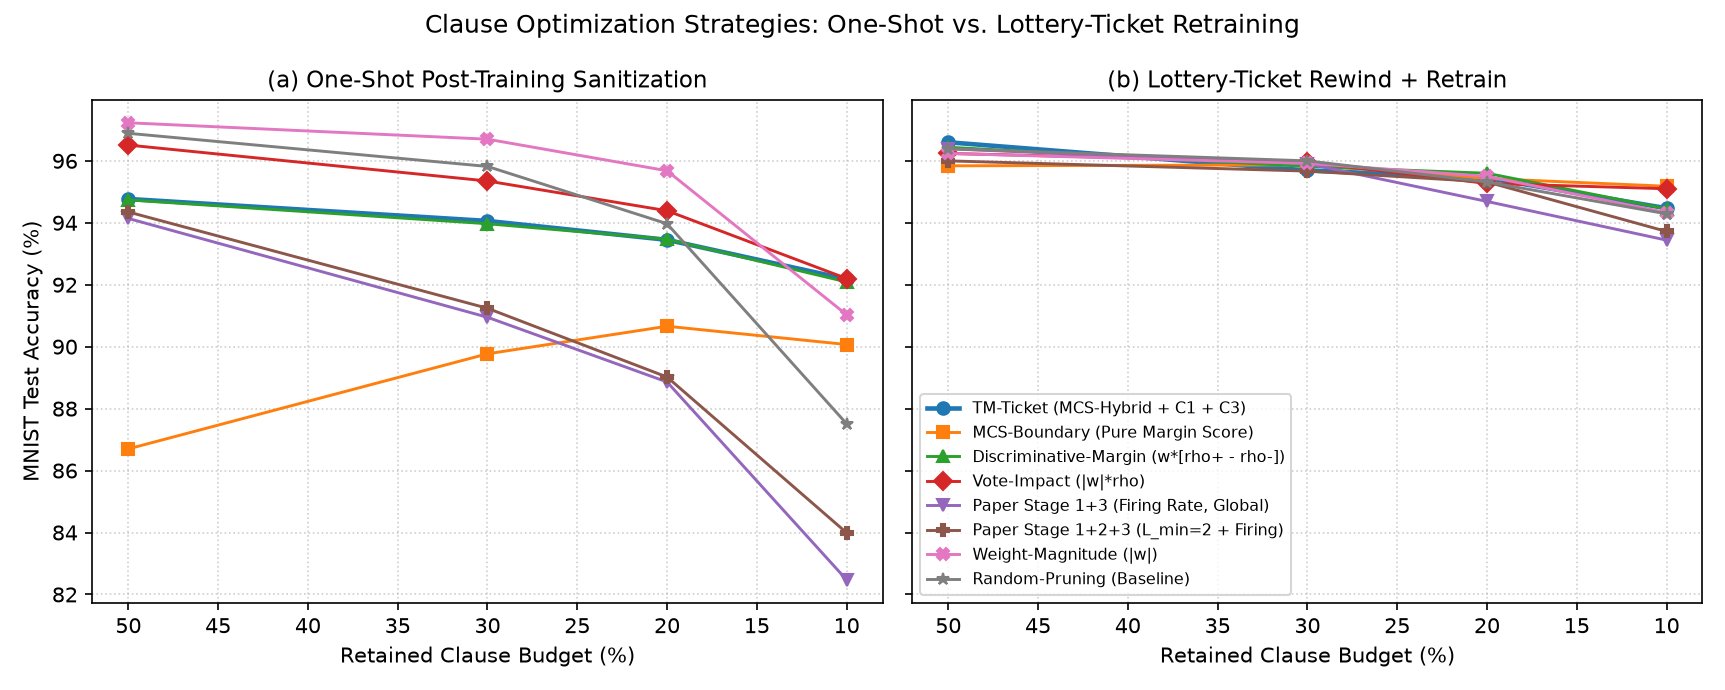 Clause Optimization Strategies: One-Shot vs. Lottery-Ticket Retraining
(a) One-Shot Post-Training Sanitization
MNIST Test Accuracy (%)
96
94
92
90
88
86
84
82
50 45 40 35 30 25 20 15 10
Retained Clause Budget (%)
(b) Lottery-Ticket Rewind + Retrain
TM-Ticket (MCS-Hybrid + C1 + C3)
MCS-Boundary (Pure Margin Score)
Discriminative-Margin (w*[rho+ - rho-])
Vote-Impact (|w|*rho)
Paper Stage 1+3 (Firing Rate, Global)
Paper Stage 1+2+3 (L_min=2 + Firing)
Weight-Magnitude (|w|)
Random-Pruning (Baseline)
50 45 40 35 30 25 20 15 10
Retained Clause Budget (%)